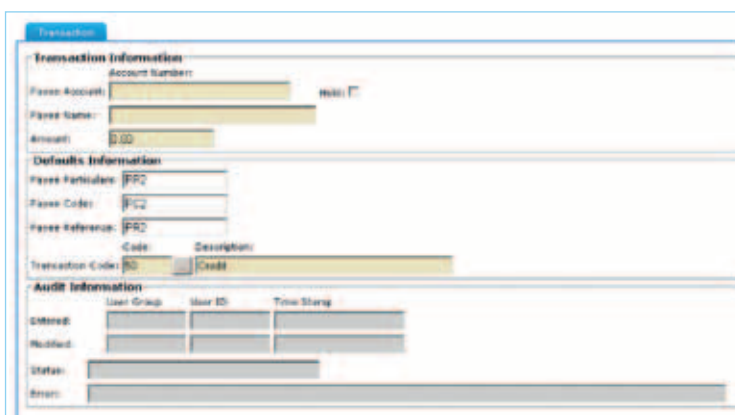 Transaction
Transaction Information
Account Number:
Payee Account: Hold:
Payee Name:
Amount: 0.00
Defaults Information
Payee Particulars: PR2
Payee Code: PC2
Payee Reference: PR2
Code: Description:
Transaction Code: 50 ... Credit
Audit Information
User Group User ID Time Stamp
Entered:
Modified:
Status:
Error: